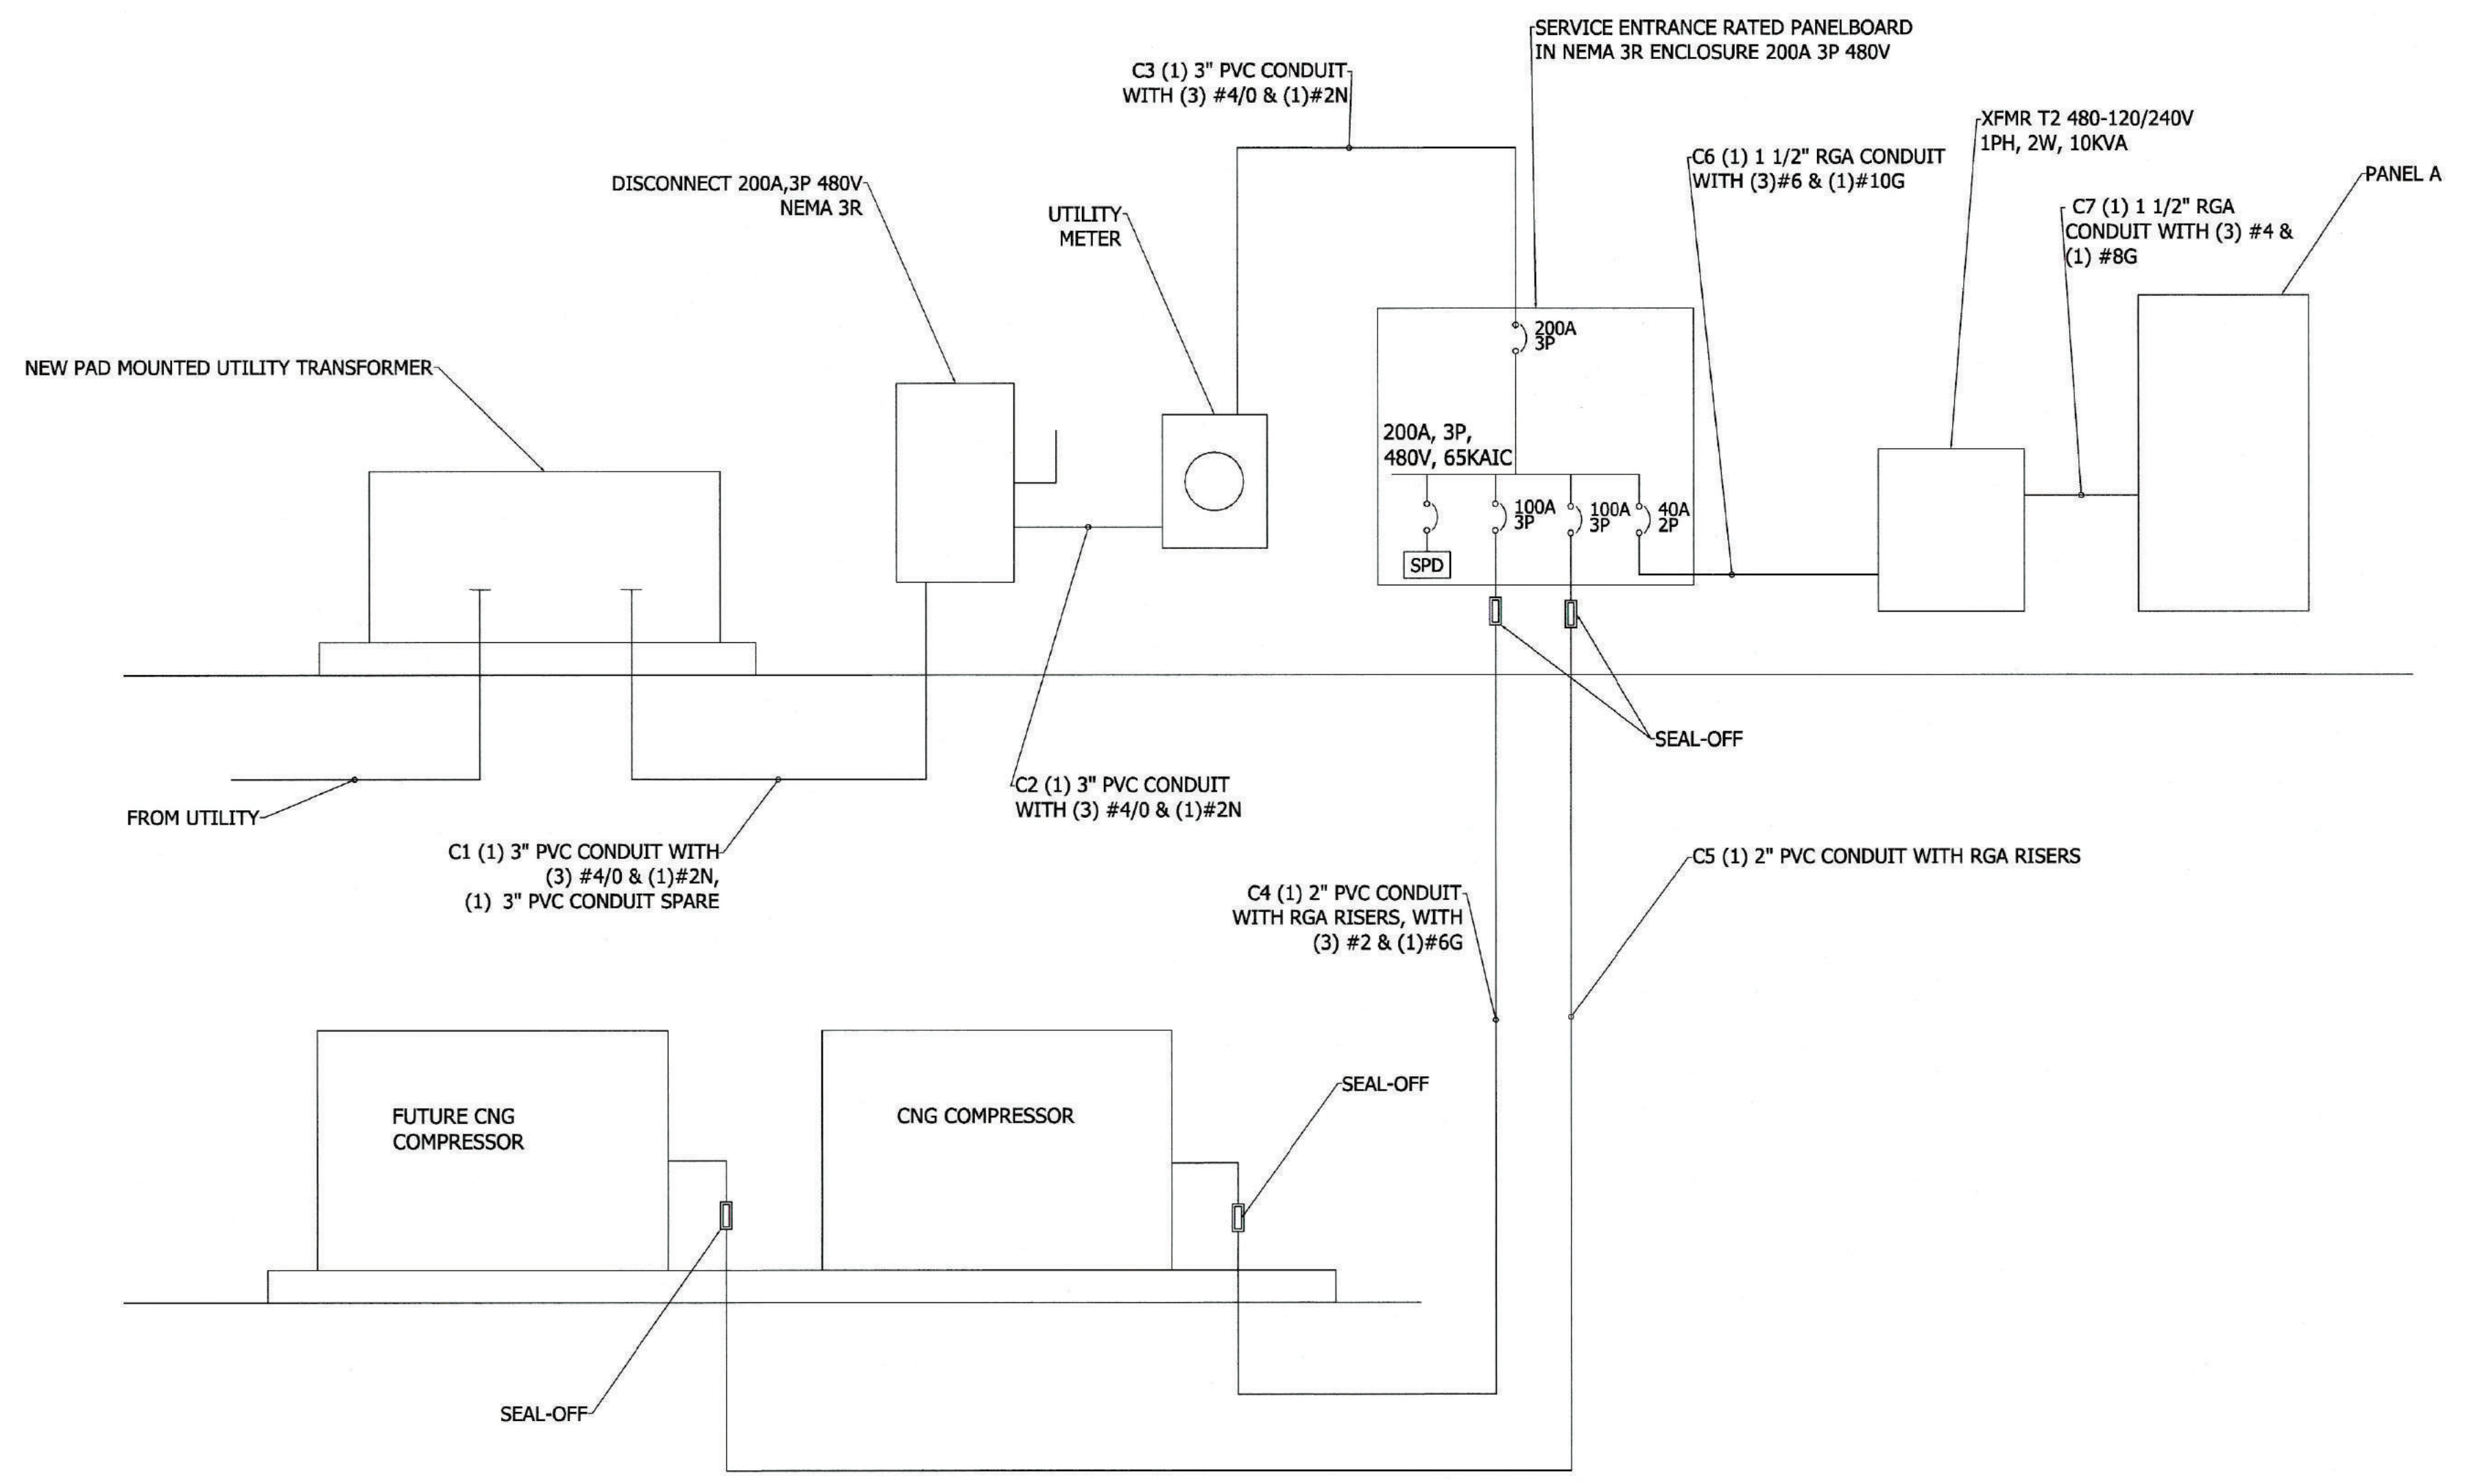 SERVICE ENTRANCE RATED PANELBOARD
IN NEMA 3R ENCLOSURE 200A 3P 480V
C3 (1) 3" PVC CONDUIT
WITH (3) #4/0 & (1)#2N
XFMR T2 480-120/240V
1PH, 2W, 10KVA
C6 (1) 1 1/2" RGA CONDUIT
WITH (3)#6 & (1)#10G
PANEL A
DISCONNECT 200A,3P 480V
NEMA 3R
UTILITY
METER
C7 (1) 1 1/2" RGA
CONDUIT WITH (3) #4 &
(1) #8G
200A
3P
NEW PAD MOUNTED UTILITY TRANSFORMER
200A, 3P,
480V, 65KAIC
100A
3P
100A
3P
40A
2P
SPD
SEAL-OFF
FROM UTILITY
C2 (1) 3" PVC CONDUIT
WITH (3) #4/0 & (1)#2N
C1 (1) 3" PVC CONDUIT WITH
(3) #4/0 & (1)#2N,
(1) 3" PVC CONDUIT SPARE
C5 (1) 2" PVC CONDUIT WITH RGA RISERS
C4 (1) 2" PVC CONDUIT
WITH RGA RISERS, WITH
(3) #2 & (1)#6G
FUTURE CNG
COMPRESSOR
CNG COMPRESSOR
SEAL-OFF
SEAL-OFF